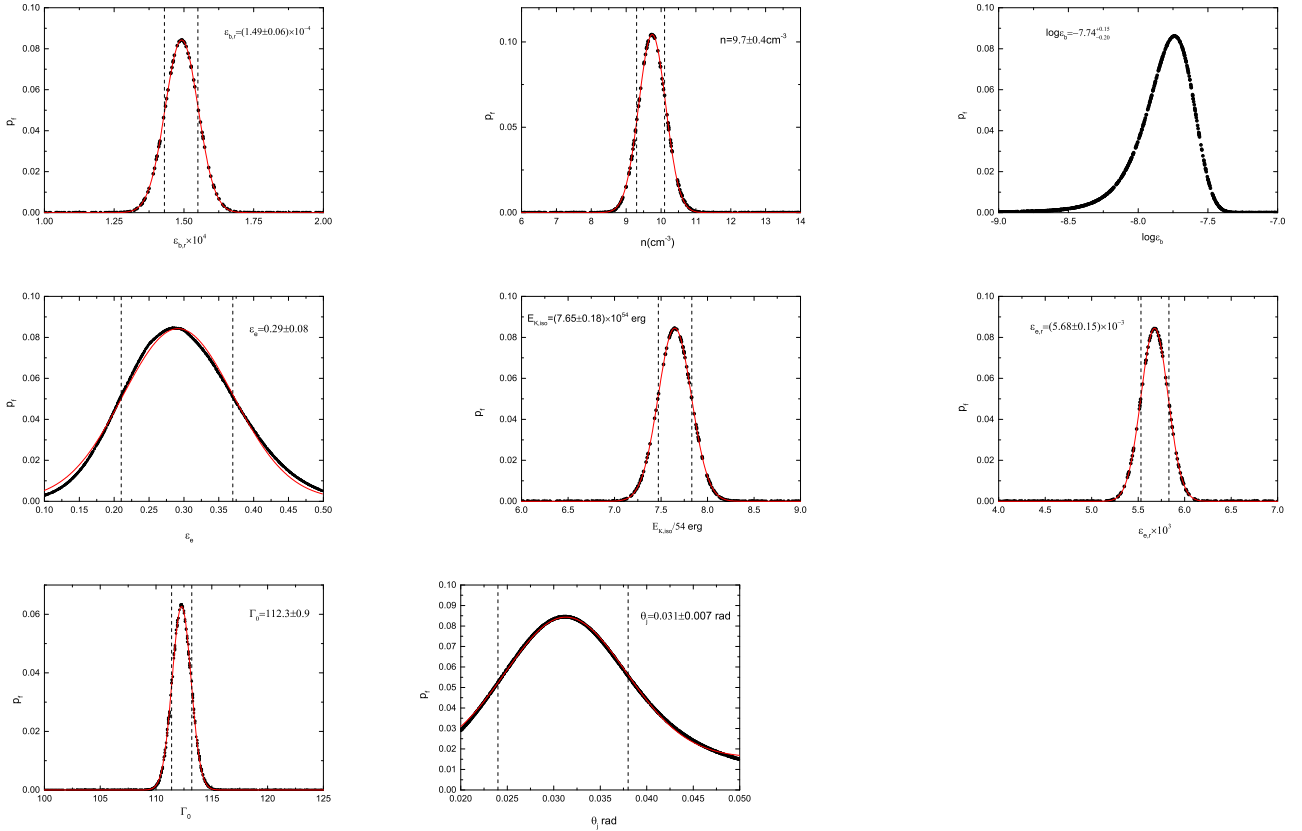 ε_{b,r}=(1.49±0.06)×10^{-4}
p_f
0.10
0.08
0.06
0.04
0.02
0.00
1.00 1.25 1.50 1.75 2.00
ε_{b,r}×10^4
n=9.7±0.4cm^{-3}
p_f
0.10
0.05
0.00
6 7 8 9 10 11 12 13 14
n(cm^{-3})
logε_b=-7.74^{+0.15}_{-0.20}
p_f
0.10
0.08
0.06
0.04
0.02
0.00
-9.0 -8.5 -8.0 -7.5 -7.0
logε_b
ε_e=0.29±0.08
p_f
0.10
0.08
0.06
0.04
0.02
0.00
0.10 0.15 0.20 0.25 0.30 0.35 0.40 0.45 0.50
ε_e
E_{K,iso}=(7.65±0.18)×10^{54} erg
p_f
0.10
0.08
0.06
0.04
0.02
0.00
6.0 6.5 7.0 7.5 8.0 8.5 9.0
E_{K,iso}/54 erg
ε_{e,r}=(5.68±0.15)×10^{-3}
p_f
0.10
0.08
0.06
0.04
0.02
0.00
4.0 4.5 5.0 5.5 6.0 6.5 7.0
ε_{e,r}×10^3
Γ_0=112.3±0.9
p_f
0.06
0.04
0.02
0.00
100 105 110 115 120 125
Γ_0
θ_j=0.031±0.007 rad
p_f
0.10
0.09
0.08
0.07
0.06
0.05
0.04
0.03
0.02
0.01
0.00
0.020 0.025 0.030 0.035 0.040 0.045 0.050
θ_j rad